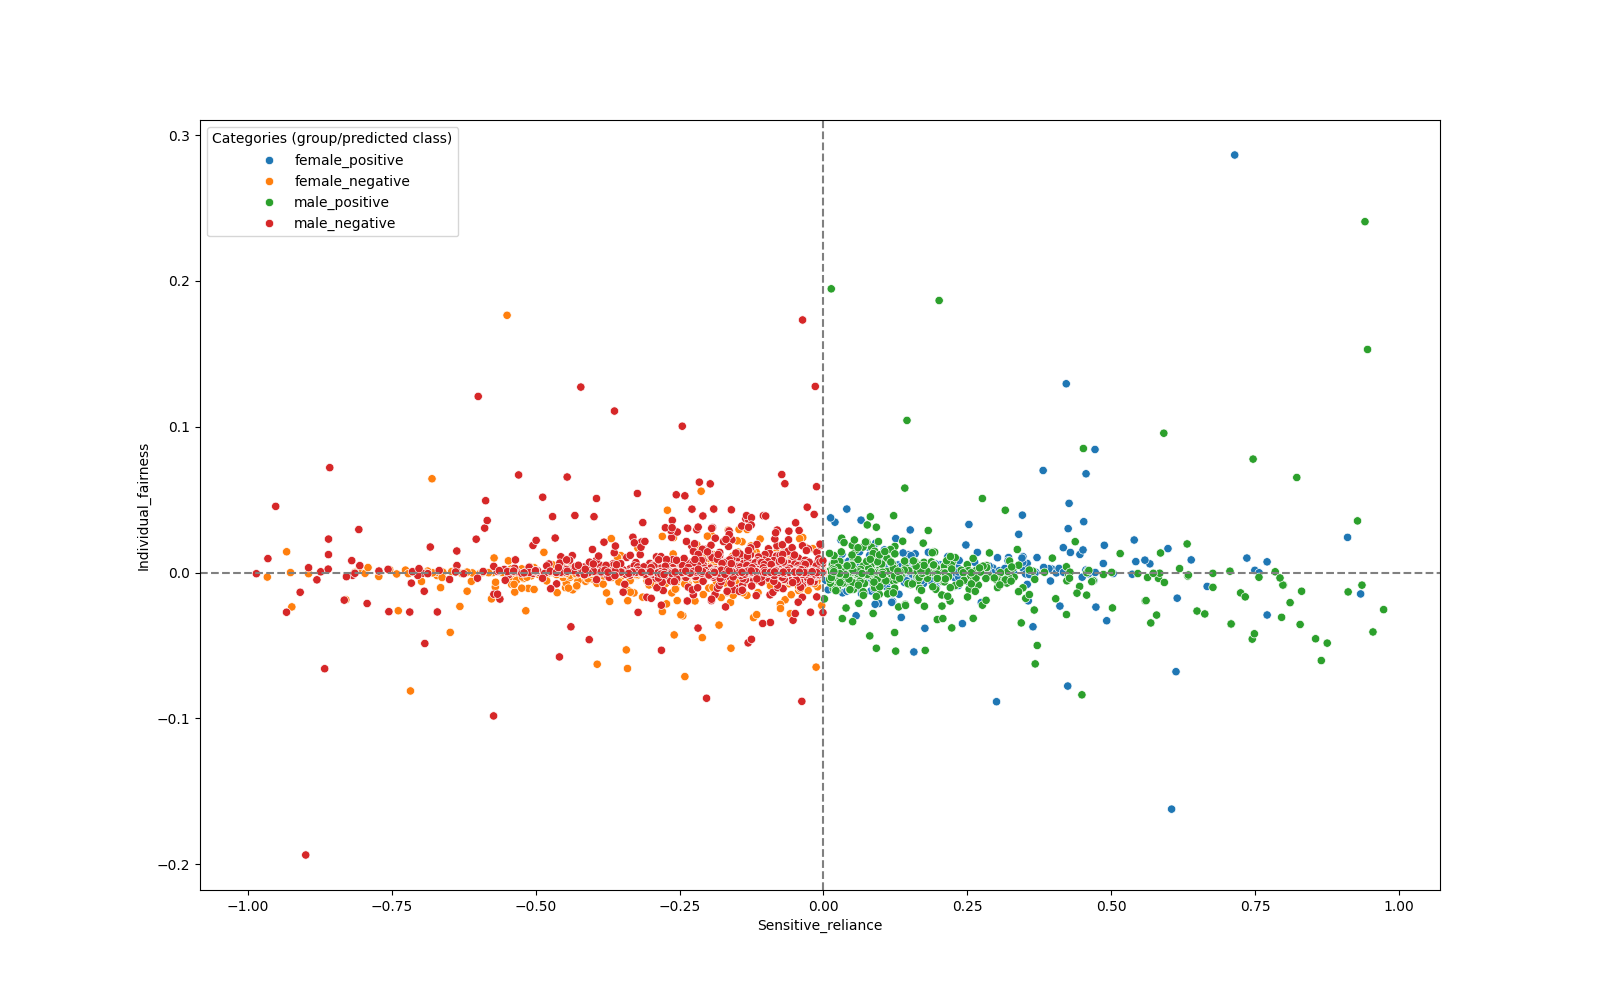 Categories (group/predicted class)
female_positive
female_negative
male_positive
male_negative
0.3
0.2
0.1
0.0
−0.1
−0.2
Individual_fairness
−1.00 −0.75 −0.50 −0.25 0.00 0.25 0.50 0.75 1.00
Sensitive_reliance